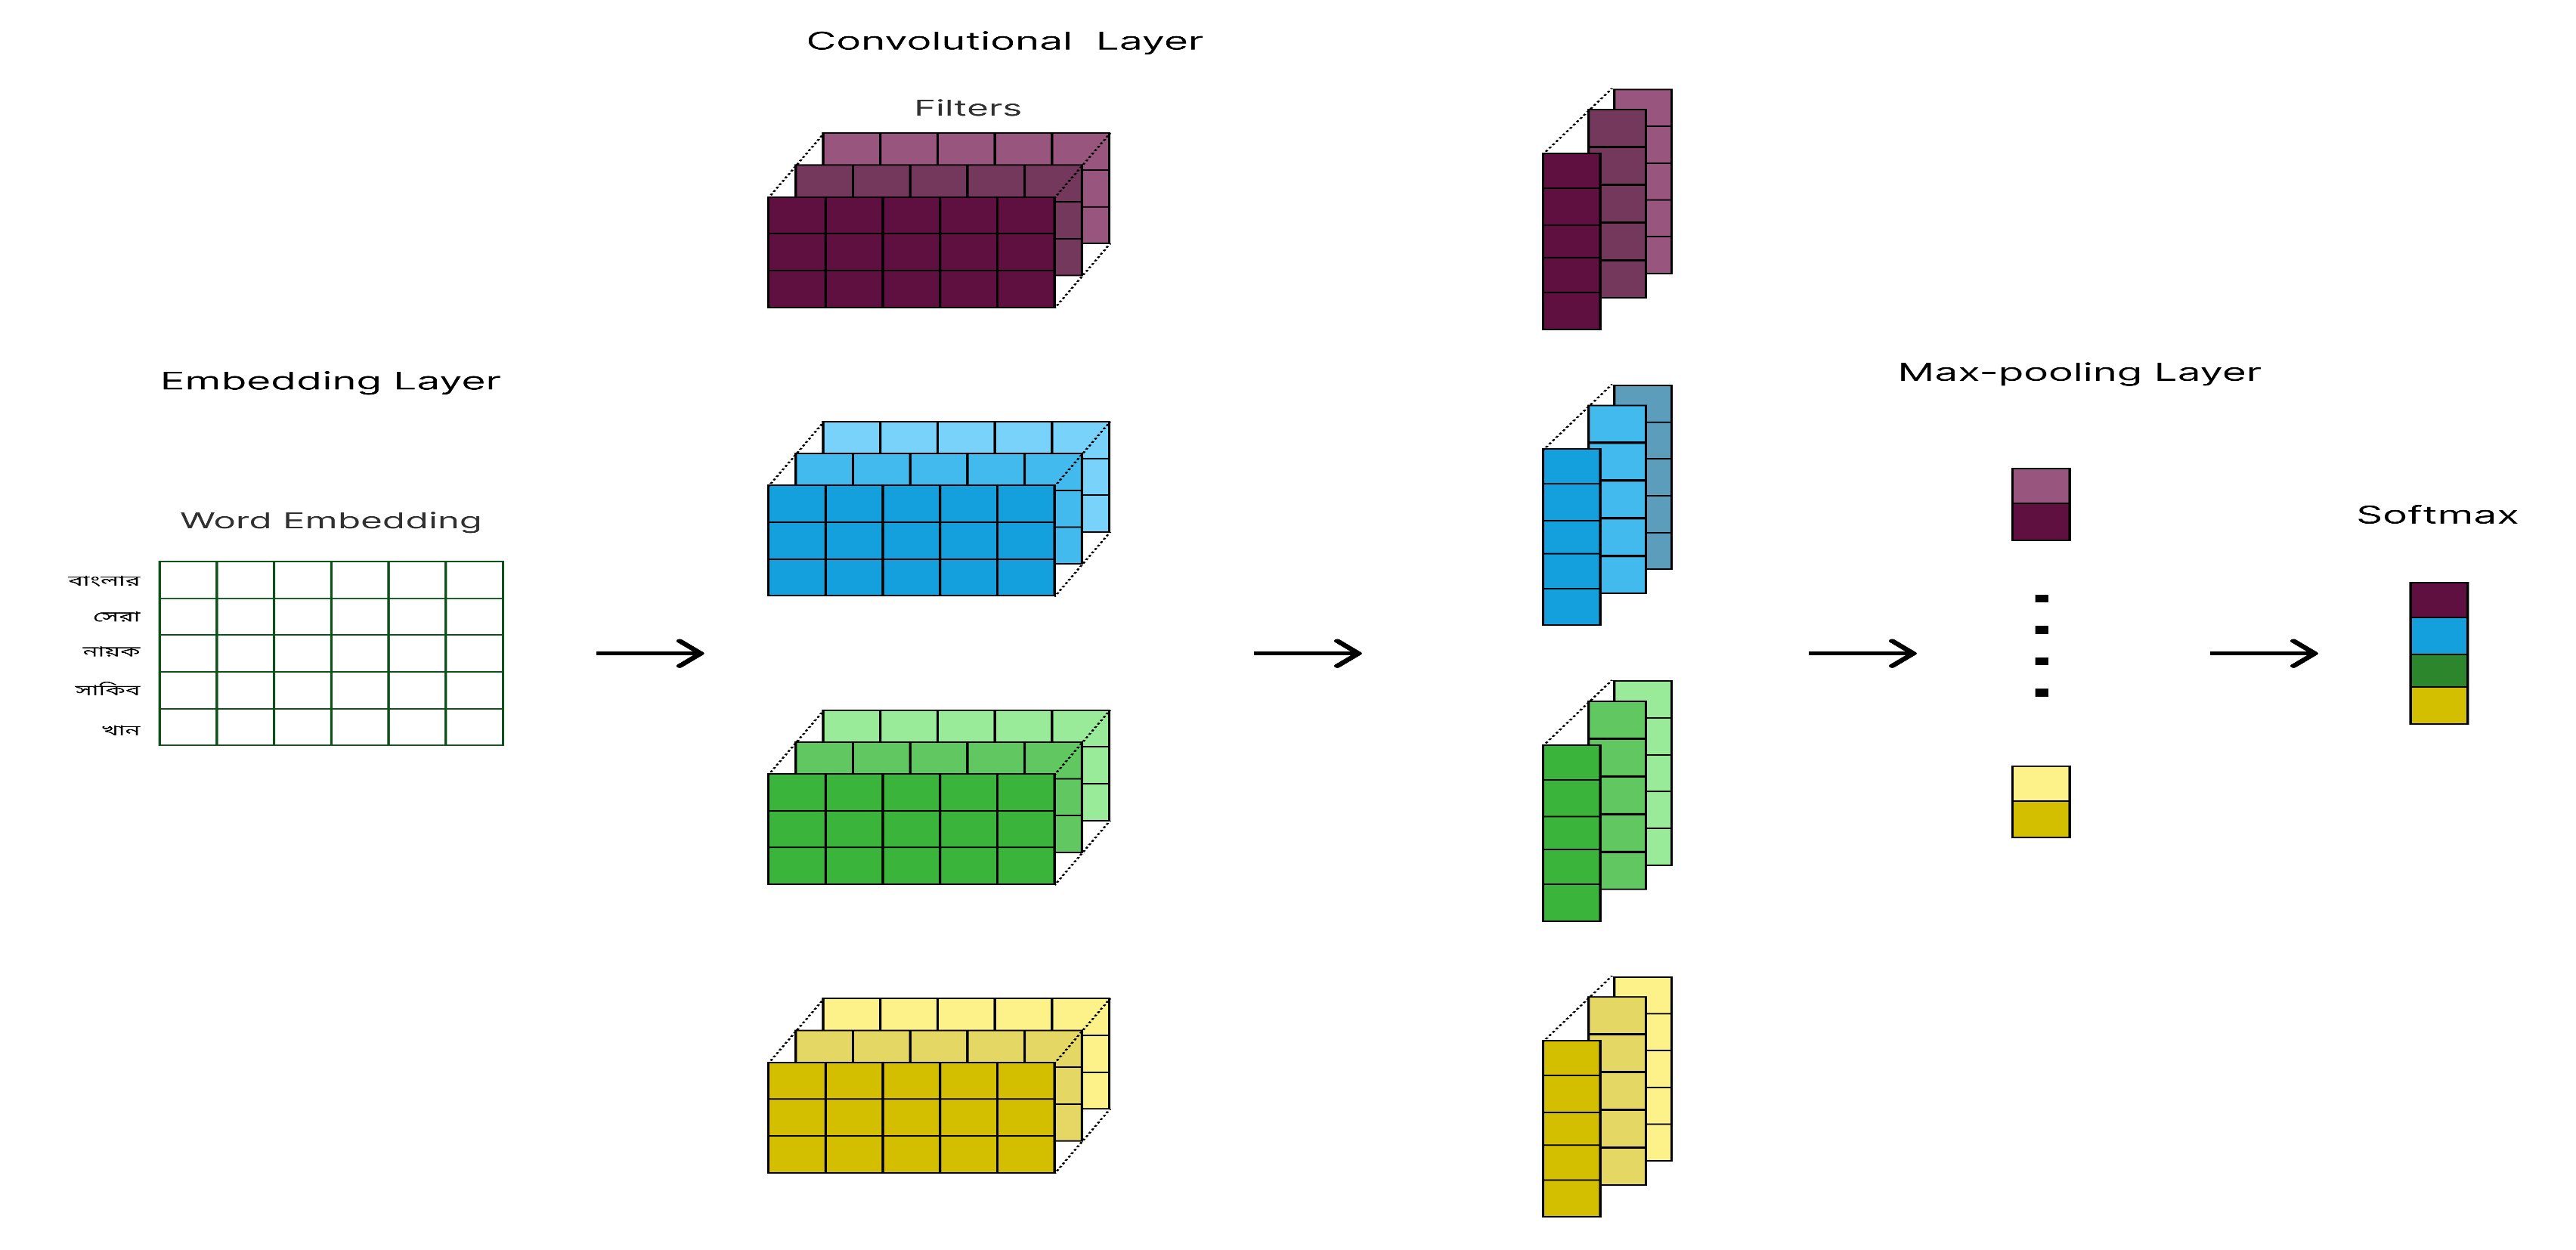 Convolutional Layer
Filters
Embedding Layer
Max-pooling Layer
Word Embedding
Softmax
বাংলার
সেরা
নায়ক
সাকিব
খান